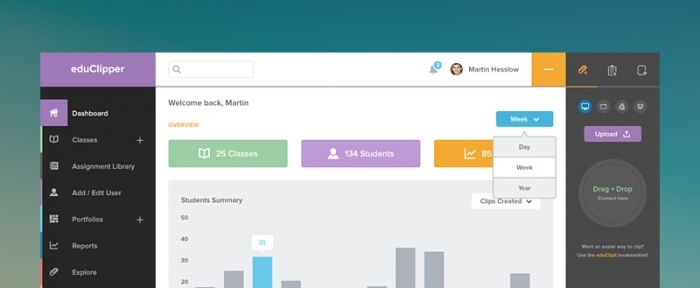 eduClipper
3
Martin Hesslow
Dashboard
Classes
Assignment Library
Add / Edit User
Portfolios
Reports
Explore
Welcome back, Martin
OVERVIEW
Week
Day
Week
Year
25 Classes
134 Students
85
Students Summary
Clips Created
50
40
30
20
31
Upload
Drag + Drop
Content here
Want an easier way to clip?
Use the eduClipit bookmarklet!